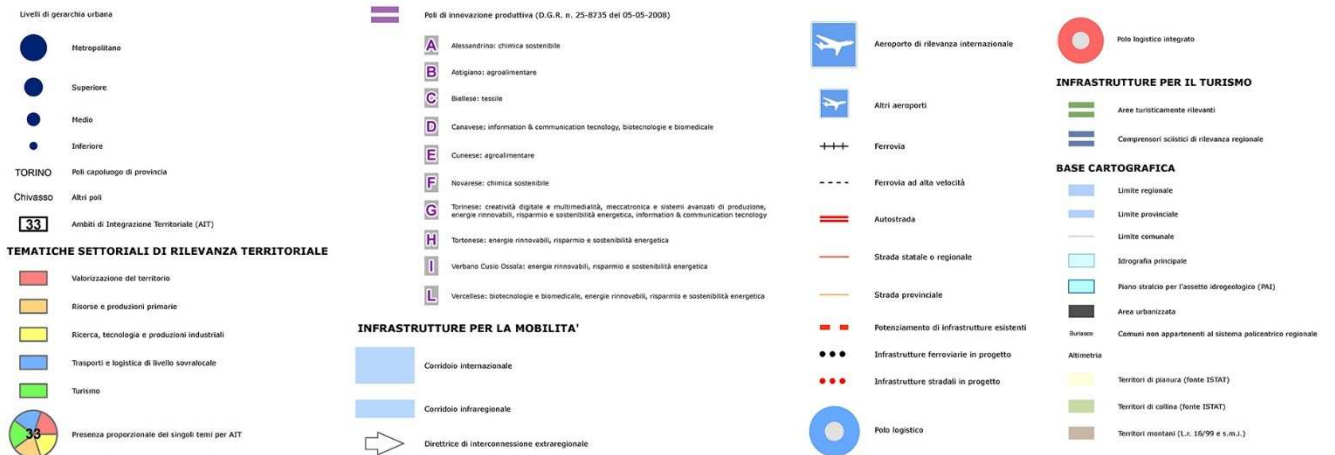 Livelli di gerarchia urbana
Metropolitano
Superiore
Medio
Inferiore
TORINO Poli capoluogo di provincia
Chivasso Altri poli
33 Ambiti di Integrazione Territoriale (AIT)
TEMATICHE SETTORIALI DI RILEVANZA TERRITORIALE
Valorizzazione del territorio
Risorse e produzioni primarie
Ricerca, tecnologia e produzioni industriali
Trasporti e logistica di livello sovralocale
Turismo
33 Presenza proporzionale dei singoli temi per AIT
Poli di innovazione produttiva (D.G.R. n. 25-8735 del 05-05-2008)
A Alessandrino: chimica sostenibile
B Astigiano: agroalimentare
C Biellese: tessile
D Canavese: information & communication tecnology, biotecnologie e biomedicale
E Cuneese: agroalimentare
F Novarese: chimica sostenibile
G Torinese: creatività digitale e multimedialità, meccatronica e sistemi avanzati di produzione,
energie rinnovabili, risparmio e sostenibilità energetica, information & communication tecnology
H Tortonese: energie rinnovabili, risparmio e sostenibilità energetica
I Verbano Cusio Ossola: energie rinnovabili, risparmio e sostenibilità energetica
L Vercellese: biotecnologie e biomedicale, energie rinnovabili, risparmio e sostenibilità energetica
INFRASTRUTTURE PER LA MOBILITA'
Corridoio internazionale
Corridoio infraregionale
Direttrice di interconnessione extraregionale
Aeroporto di rilevanza internazionale
Altri aeroporti
Ferrovia
Ferrovia ad alta velocità
Autostrada
Strada statale o regionale
Strada provinciale
Potenziamento di infrastrutture esistenti
Infrastrutture ferroviarie in progetto
Infrastrutture stradali in progetto
Polo logistico
Polo logistico integrato
INFRASTRUTTURE PER IL TURISMO
Aree turisticamente rilevanti
Comprensori sciistici di rilevanza regionale
BASE CARTOGRAFICA
Limite regionale
Limite provinciale
Limite comunale
Idrografia principale
Piano stralcio per l'assetto idrogeologico (PAI)
Area urbanizzata
Buriasco Comuni non appartenenti al sistema policentrico regionale
Altimetria
Territori di pianura (fonte ISTAT)
Territori di collina (fonte ISTAT)
Territori montani (L.r. 16/99 e s.m.i.)